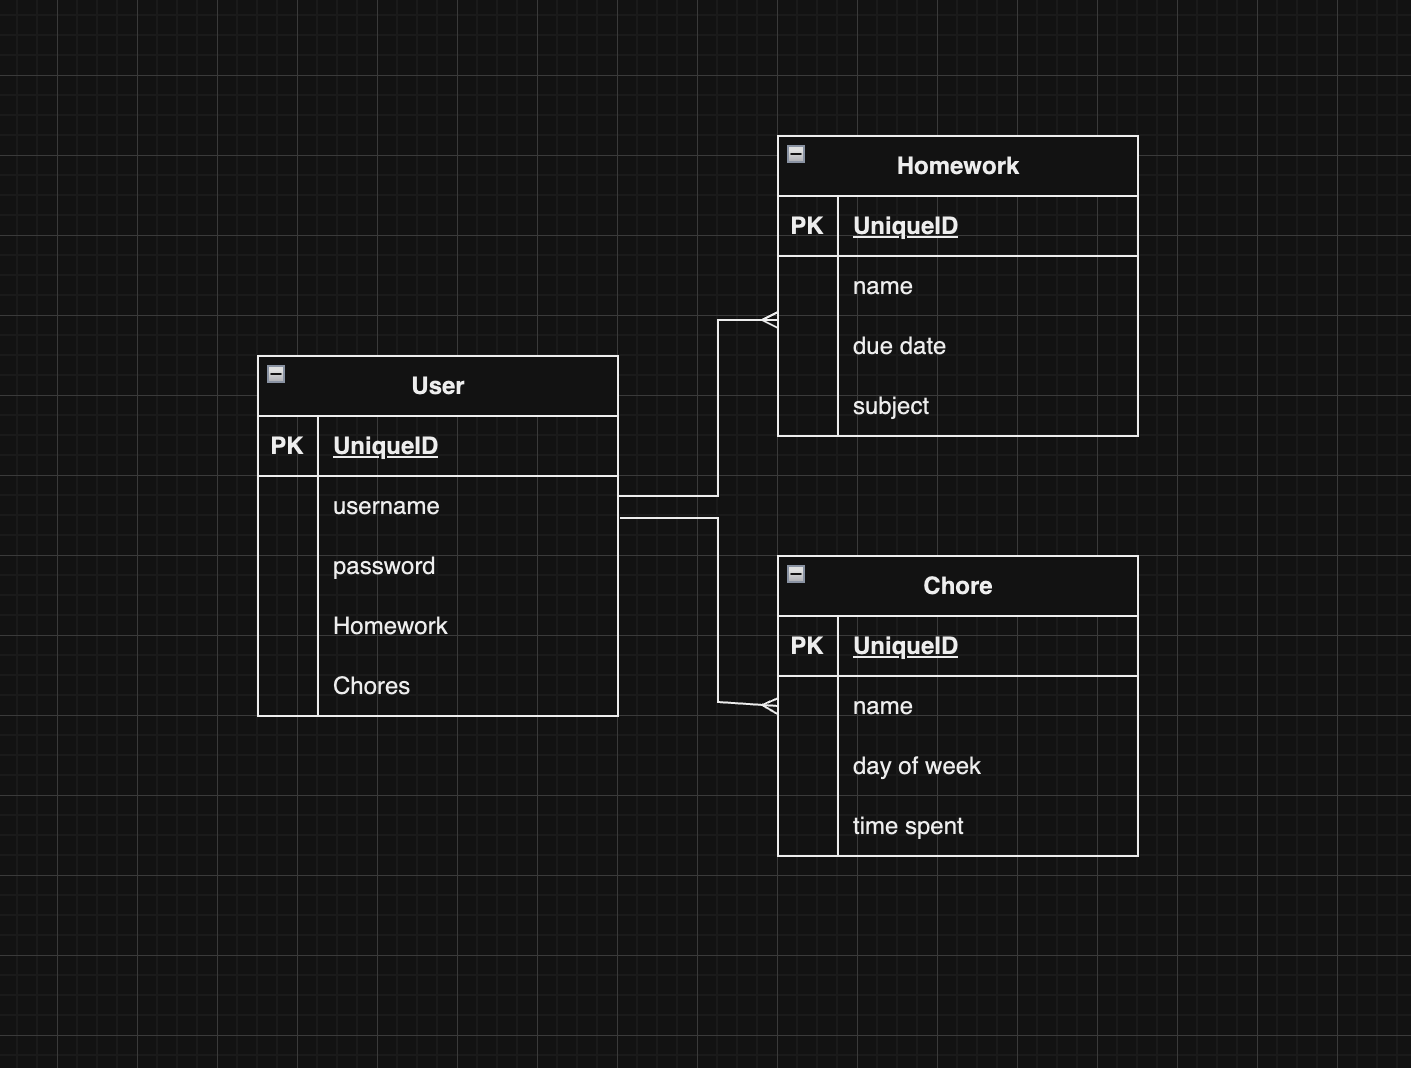 User
PK UniqueID
username
password
Homework
Chores
Homework
PK UniqueID
name
due date
subject
Chore
PK UniqueID
name
day of week
time spent